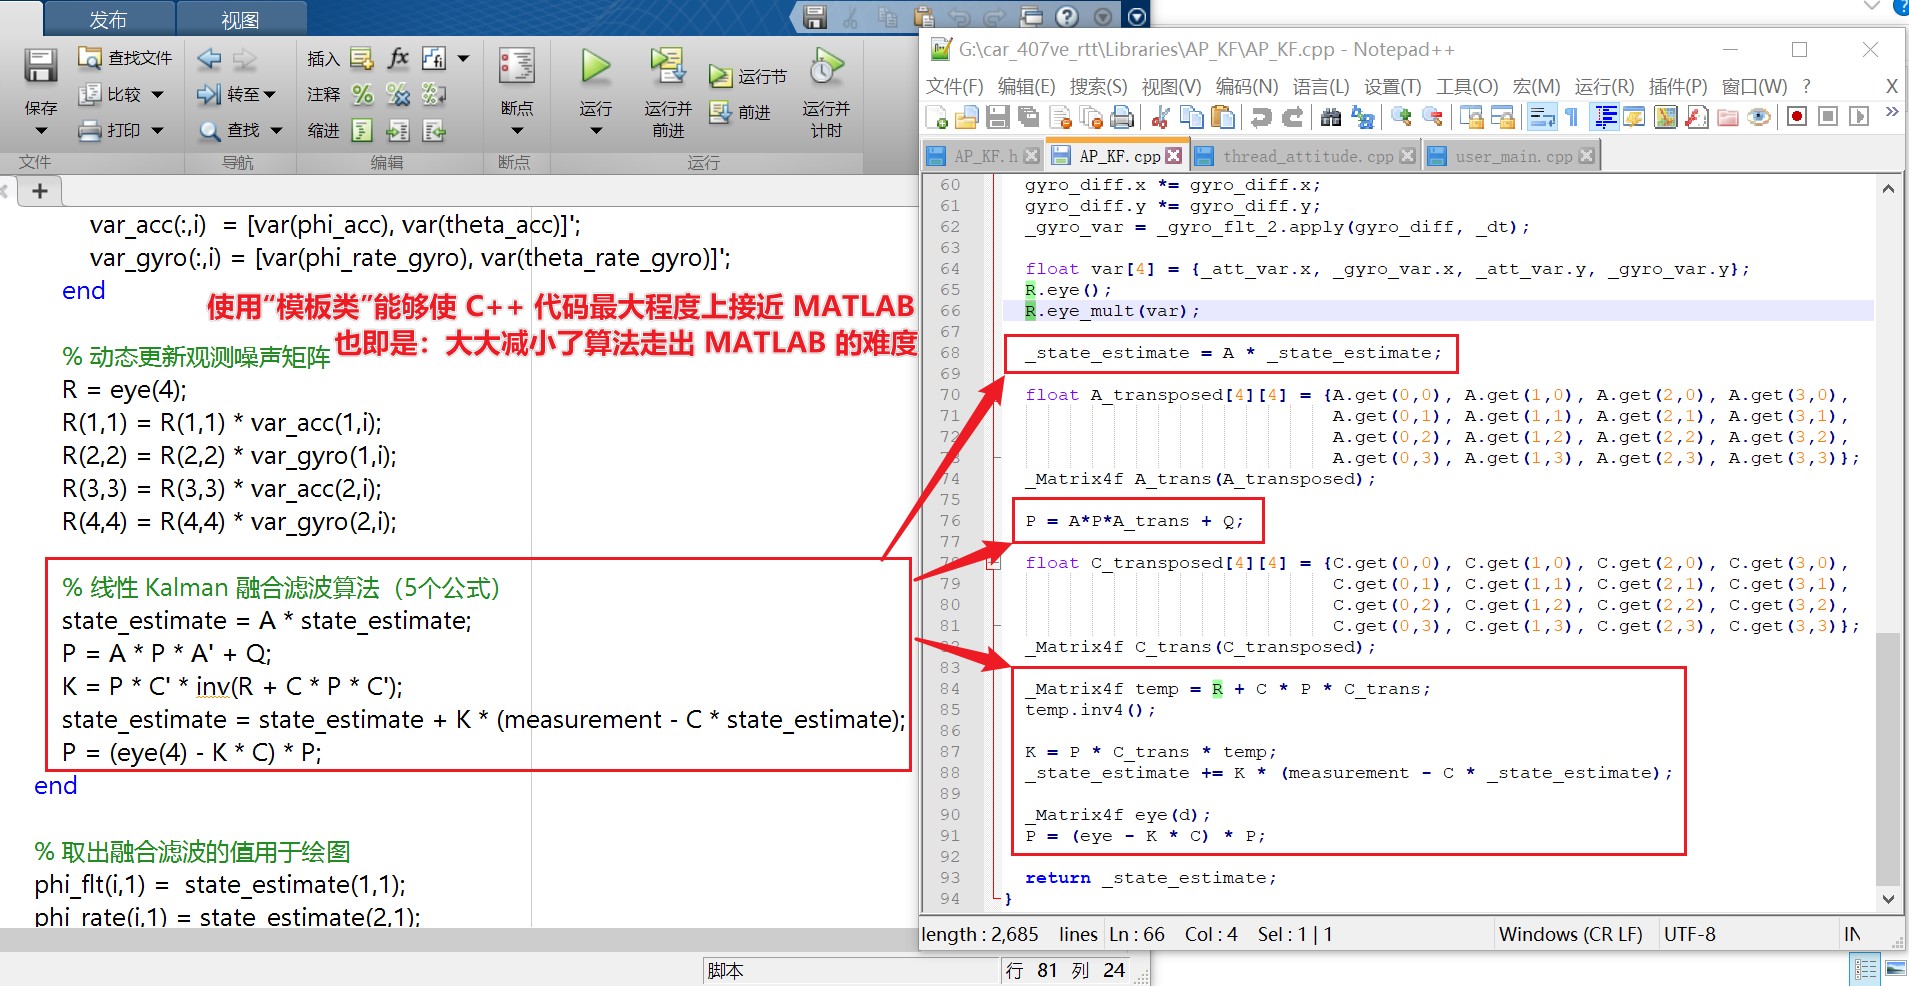 发布
视图
保存
查找文件
比较
打印
转至
查找
插入
注释
缩进
断点
运行
运行并
前进
运行节
前进
运行并
计时
文件
导航
编辑
断点
运行
var_acc(:,i)  = [var(phi_acc), var(theta_acc)]';
var_gyro(:,i) = [var(phi_rate_gyro), var(theta_rate_gyro)]';
end
使用“模板类”能够使 C++ 代码最大程度上接近 MATLAB
也即是：大大减小了算法走出 MATLAB 的难度
% 动态更新观测噪声矩阵
R = eye(4);
R(1,1) = R(1,1) * var_acc(1,i);
R(2,2) = R(2,2) * var_gyro(1,i);
R(3,3) = R(3,3) * var_acc(2,i);
R(4,4) = R(4,4) * var_gyro(2,i);
% 线性 Kalman 融合滤波算法（5个公式）
state_estimate = A * state_estimate;
P = A * P * A' + Q;
K = P * C' * inv(R + C * P * C');
state_estimate = state_estimate + K * (measurement - C * state_estimate);
P = (eye(4) - K * C) * P;
end
% 取出融合滤波的值用于绘图
phi_flt(i,1) =  state_estimate(1,1);
phi_rate(i,1) = state_estimate(2,1);
脚本
行 81 列 24
G:\car_407ve_rtt\Libraries\AP_KF\AP_KF.cpp - Notepad++
文件(F) 编辑(E) 搜索(S) 视图(V) 编码(N) 语言(L) 设置(T) 工具(O) 宏(M) 运行(R) 插件(P) 窗口(W) ? X
AP_KF.h AP_KF.cpp thread_attitude.cpp user_main.cpp
60 gyro_diff.x *= gyro_diff.x;
61 gyro_diff.y *= gyro_diff.y;
62 _gyro_var = _gyro_flt_2.apply(gyro_diff, _dt);
63
64 float var[4] = {_att_var.x, _gyro_var.x, _att_var.y, _gyro_var.y};
65 R.eye();
66 R.eye_mult(var);
67
68 _state_estimate = A * _state_estimate;
69
70 float A_transposed[4][4] = {A.get(0,0), A.get(1,0), A.get(2,0), A.get(3,0),
71 A.get(0,1), A.get(1,1), A.get(2,1), A.get(3,1),
72 A.get(0,2), A.get(1,2), A.get(2,2), A.get(3,2),
A.get(0,3), A.get(1,3), A.get(2,3), A.get(3,3)};
74 _Matrix4f A_trans(A_transposed);
75
76 P = A*P*A_trans + Q;
77
float C_transposed[4][4] = {C.get(0,0), C.get(1,0), C.get(2,0), C.get(3,0),
79 C.get(0,1), C.get(1,1), C.get(2,1), C.get(3,1),
80 C.get(0,2), C.get(1,2), C.get(2,2), C.get(3,2),
81 C.get(0,3), C.get(1,3), C.get(2,3), C.get(3,3)};
_Matrix4f C_trans(C_transposed);
83
84 _Matrix4f temp = R + C * P * C_trans;
85 temp.inv4();
86
87 K = P * C_trans * temp;
88 _state_estimate += K * (measurement - C * _state_estimate);
89
90 _Matrix4f eye(d);
91 P = (eye - K * C) * P;
92
93 return _state_estimate;
94 }
length : 2,685 lines Ln : 66 Col : 4 Sel : 1 | 1 Windows (CR LF) UTF-8 IN